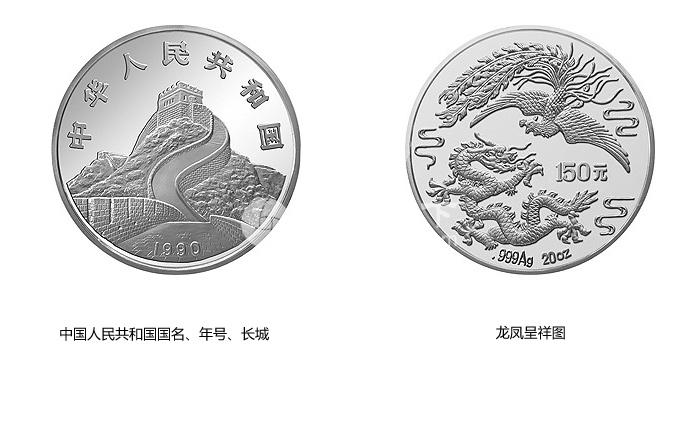 中华人民共和国
1990
150元
.999Ag 20oz
中国人民共和国国名、年号、长城
龙凤呈祥图